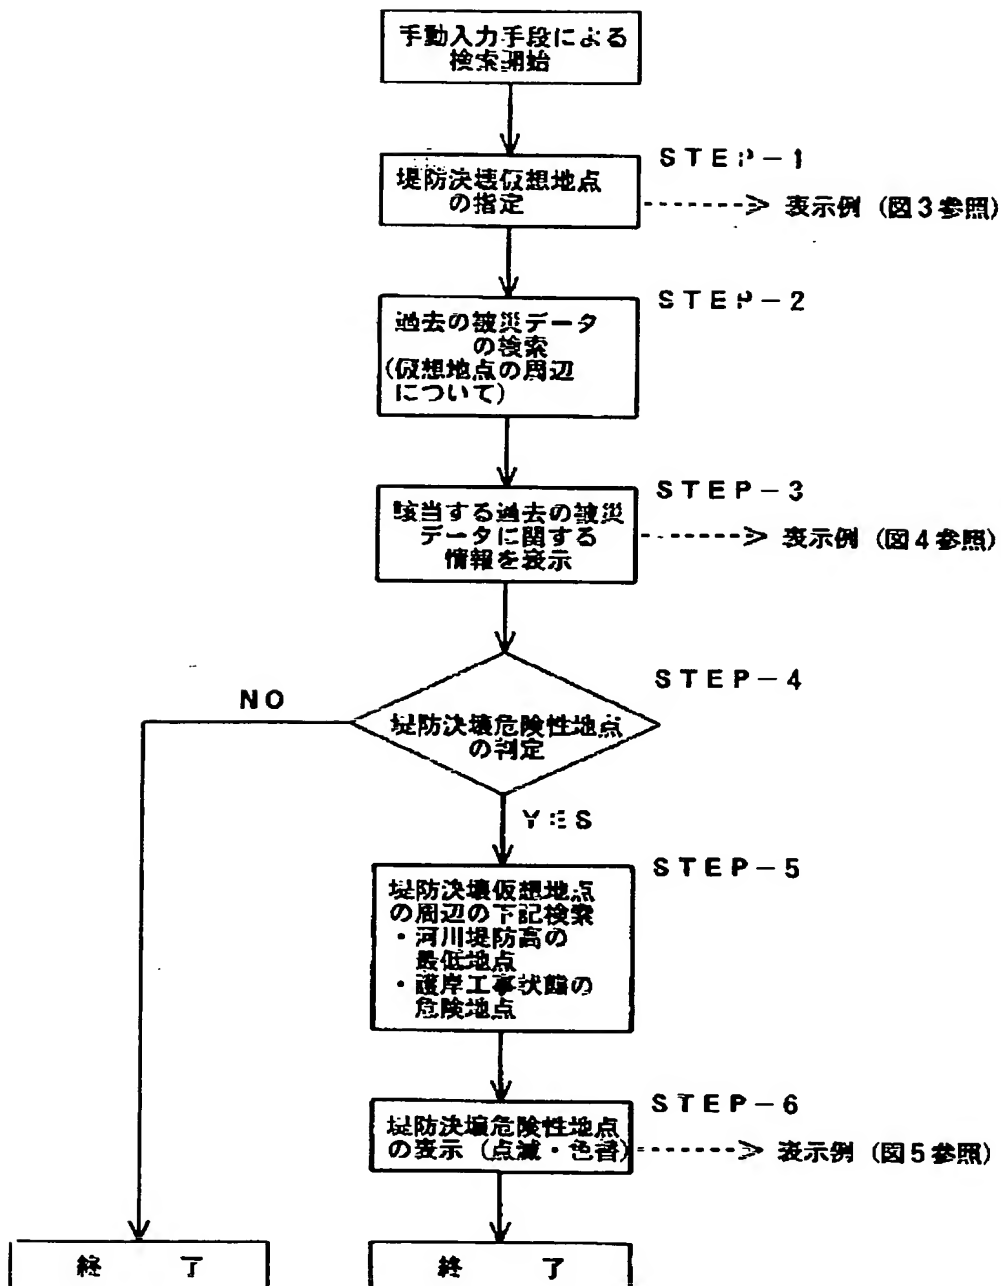 手動入力手段による
検索開始
STEP-1
堤防決壊仮想地点
の指定
表示例 (図3参照)
STEP-2
過去の被災データ
の検索
(仮想地点の周辺
について)
STEP-3
該当する過去の被災
データに関する
情報を表示
表示例 (図4参照)
STEP-4
NO
堤防決壊危険性地点
の判定
YES
STEP-5
堤防決壊仮想地点
の周辺の下記検索
・河川堤防高の
最低地点
・護岸工事状態の
危険地点
STEP-6
堤防決壊危険性地点
の表示 (点滅・色替)
表示例 (図5参照)
終 了
終 了